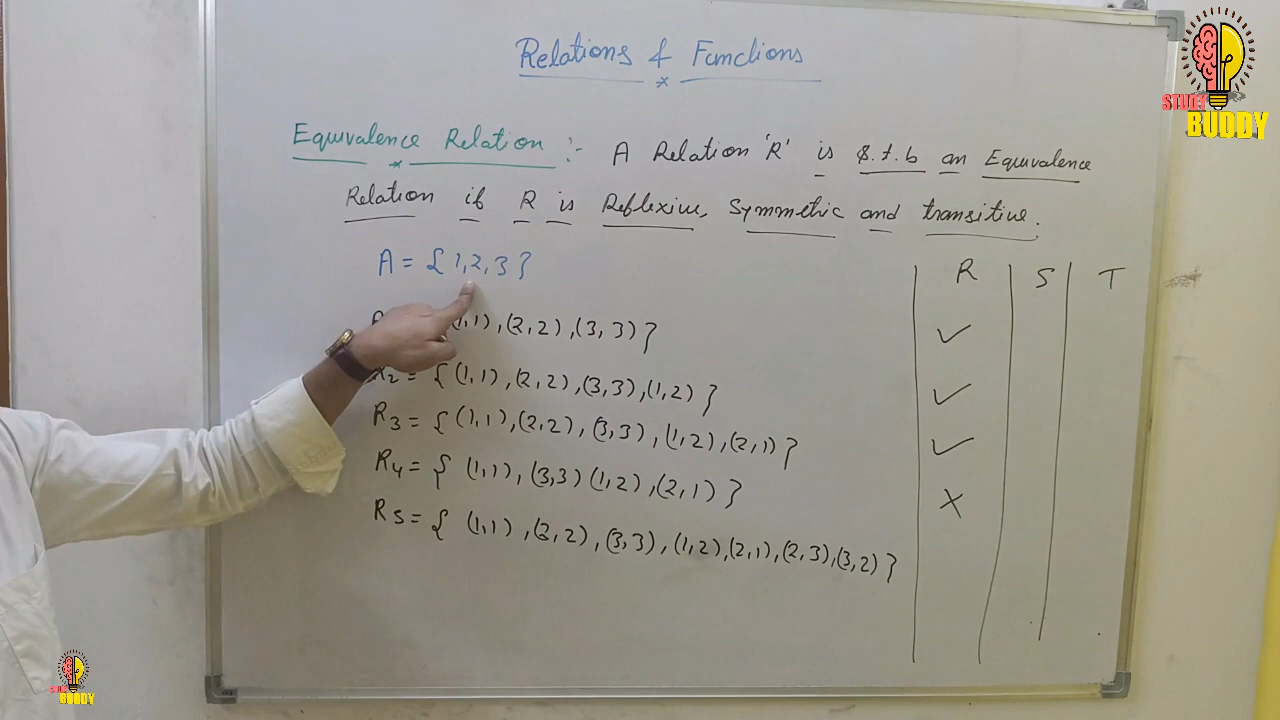 Relations & Functions
Equivalence Relation :- A Relation 'R' is s.t.b an Equivalence
Relation if R is Reflexive, Symmetric and transitive.
A = { 1,2,3 }
R S T
(1,1), (2,2), (3,3) }
R2 = { (1,1), (2,2), (3,3), (1,2) }
R3 = { (1,1), (2,2), (3,3), (1,2), (2,1) }
R4 = { (1,1), (3,3) (1,2), (2,1) }
R5 = { (1,1), (2,2), (3,3), (1,2), (2,1), (2,3), (3,2) }
STUDY
BUDDY
STUDY
BUDDY